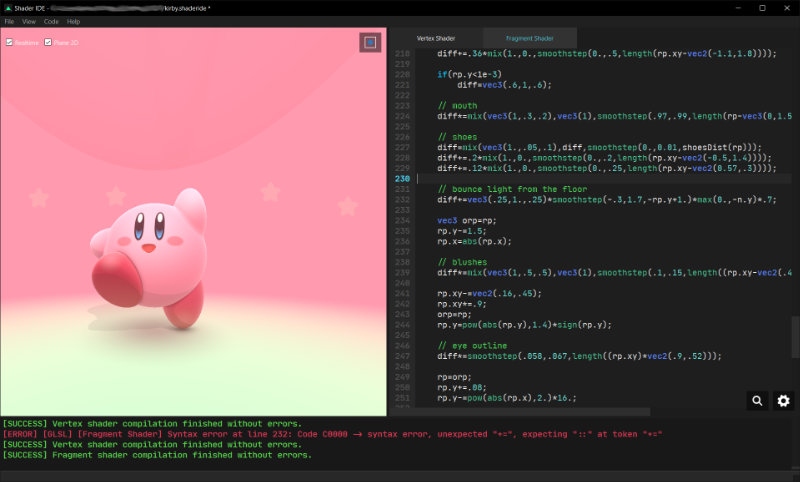 Shader IDE - /kirby.shaderide *
File View Code Help
Realtime Plane 2D
Vertex Shader Fragment Shader
218 diff+=.36*mix(1.,0.,smoothstep(0.,.5,length(rp.xy-vec2(-1.1,1.8))));
219
220 if(rp.y<1e-3)
221 diff=vec3(.6,1,.6);
222
223 // mouth
224 diff*=mix(vec3(1,.3,.2),vec3(1),smoothstep(.97,.99,length(rp-vec3(0,1.5
225
226 // shoes
227 diff=mix(vec3(1.,.05,.1),diff,smoothstep(0.,0.01,shoesDist(rp)));
228 diff+=.2*mix(1.,0.,smoothstep(0.,.2,length(rp.xy-vec2(-0.5,1.4))));
229 diff+=.12*mix(1.,0.,smoothstep(0.,.25,length(rp.xy-vec2(0.57,.3))));
230
231 // bounce light from the floor
232 diff+=vec3(.25,1.,.25)*smoothstep(-.3,1.7,-rp.y+1.)*max(0.,-n.y)*.7;
233
234 vec3 orp=rp;
235 rp.y-=1.5;
236 rp.x=abs(rp.x);
237
238 // blushes
239 diff*=mix(vec3(1,.5,.5),vec3(1),smoothstep(.1,.15,length((rp.xy-vec2(.4
240
241 rp.xy-=vec2(.16,.45);
242 rp.xy*=.9;
243 orp=rp;
244 rp.y=pow(abs(rp.y),1.4)*sign(rp.y);
245
246 // eye outline
247 diff*=smoothstep(.058,.067,length((rp.xy)*vec2(.9,.52)));
248
249 rp=orp;
250 rp.y+=.08;
251 rp.y-=pow(abs(rp.x),2.)*16.;
[SUCCESS] Vertex shader compilation finished without errors.
[ERROR] [GLSL] [Fragment Shader] Syntax error at line 232: Code C0000 -> syntax error, unexpected "+=", expecting "::" at token "+="
[SUCCESS] Vertex shader compilation finished without errors.
[SUCCESS] Fragment shader compilation finished without errors.